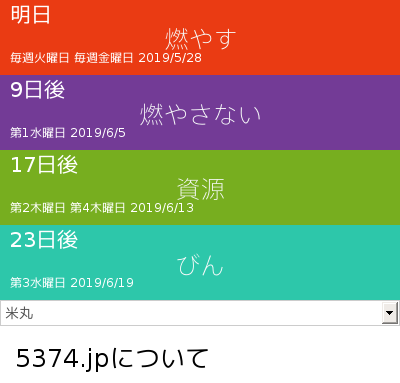 明日
燃やす
毎週火曜日 毎週金曜日 2019/5/28
9日後
燃やさない
第1水曜日 2019/6/5
17日後
資源
第2木曜日 第4木曜日 2019/6/13
23日後
びん
第3水曜日 2019/6/19
米丸
5374.jpについて